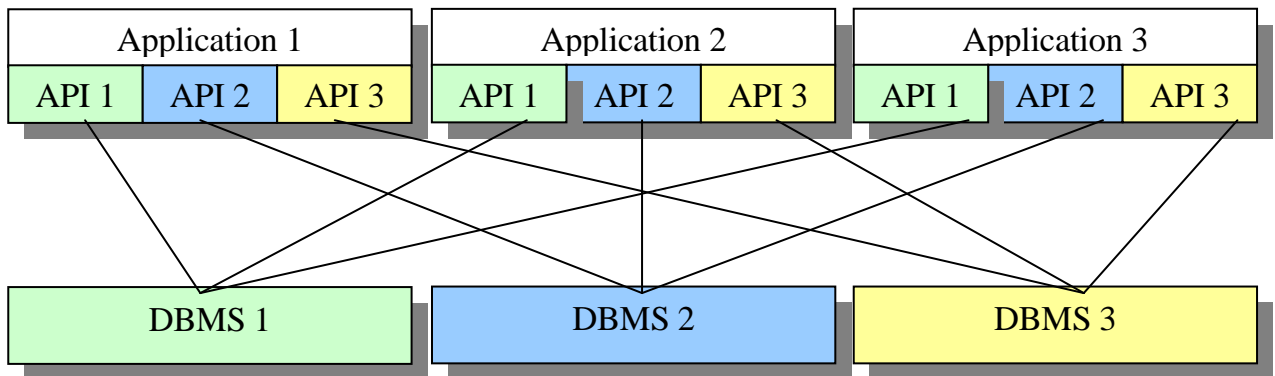 Application 1 Application 2 Application 3
API 1 API 2 API 3 API 1 API 2 API 3 API 1 API 2 API 3
DBMS 1 DBMS 2 DBMS 3